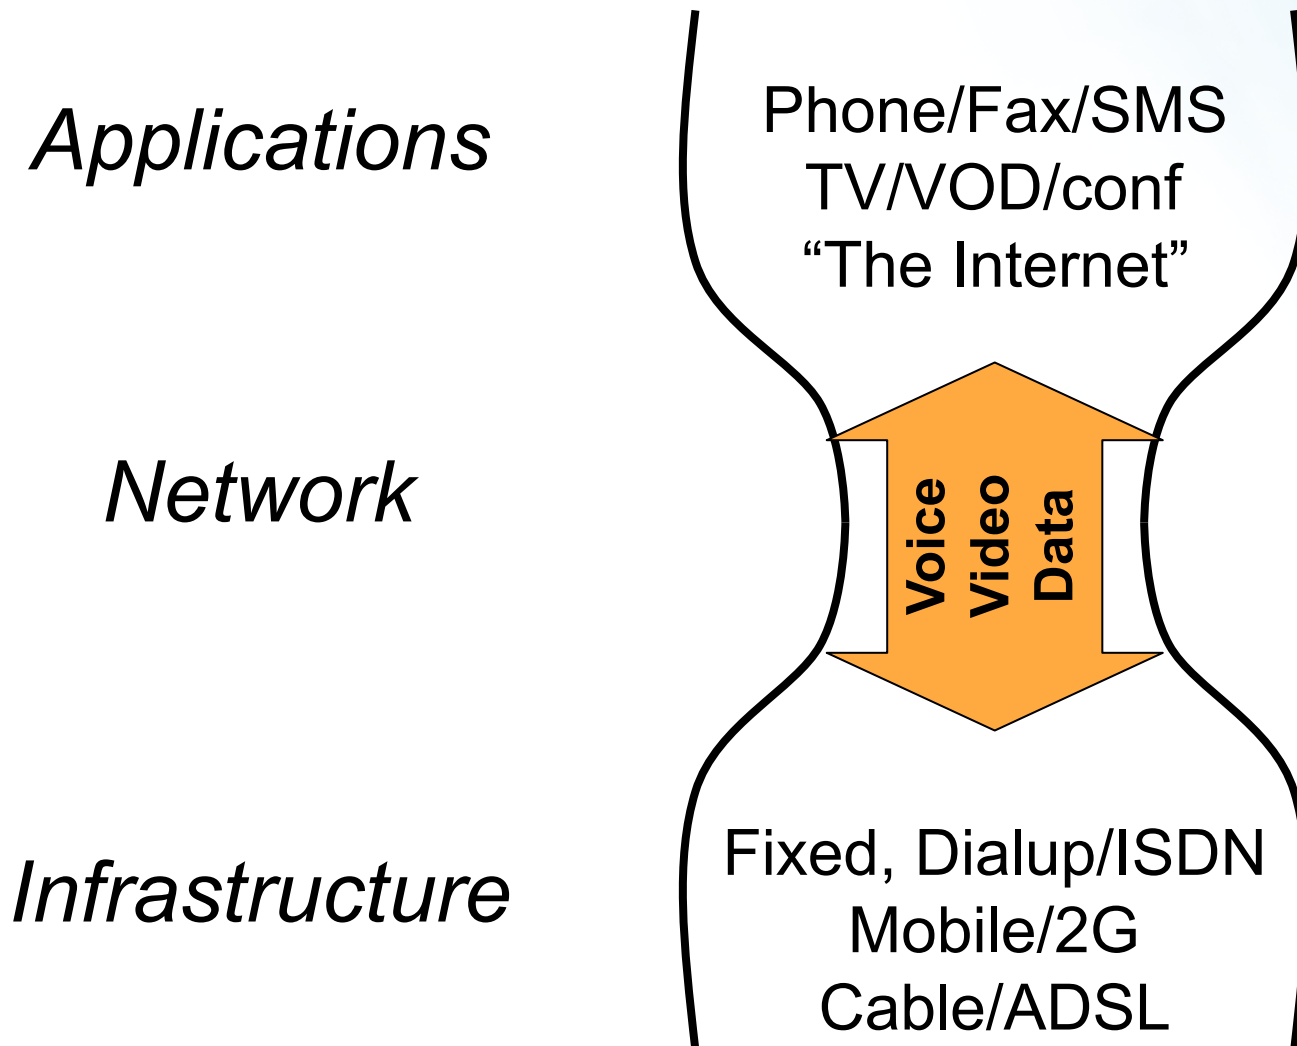 Applications
Phone/Fax/SMS
TV/VOD/conf
“The Internet”
Network
Voice
Video
Data
Infrastructure
Fixed, Dialup/ISDN
Mobile/2G
Cable/ADSL